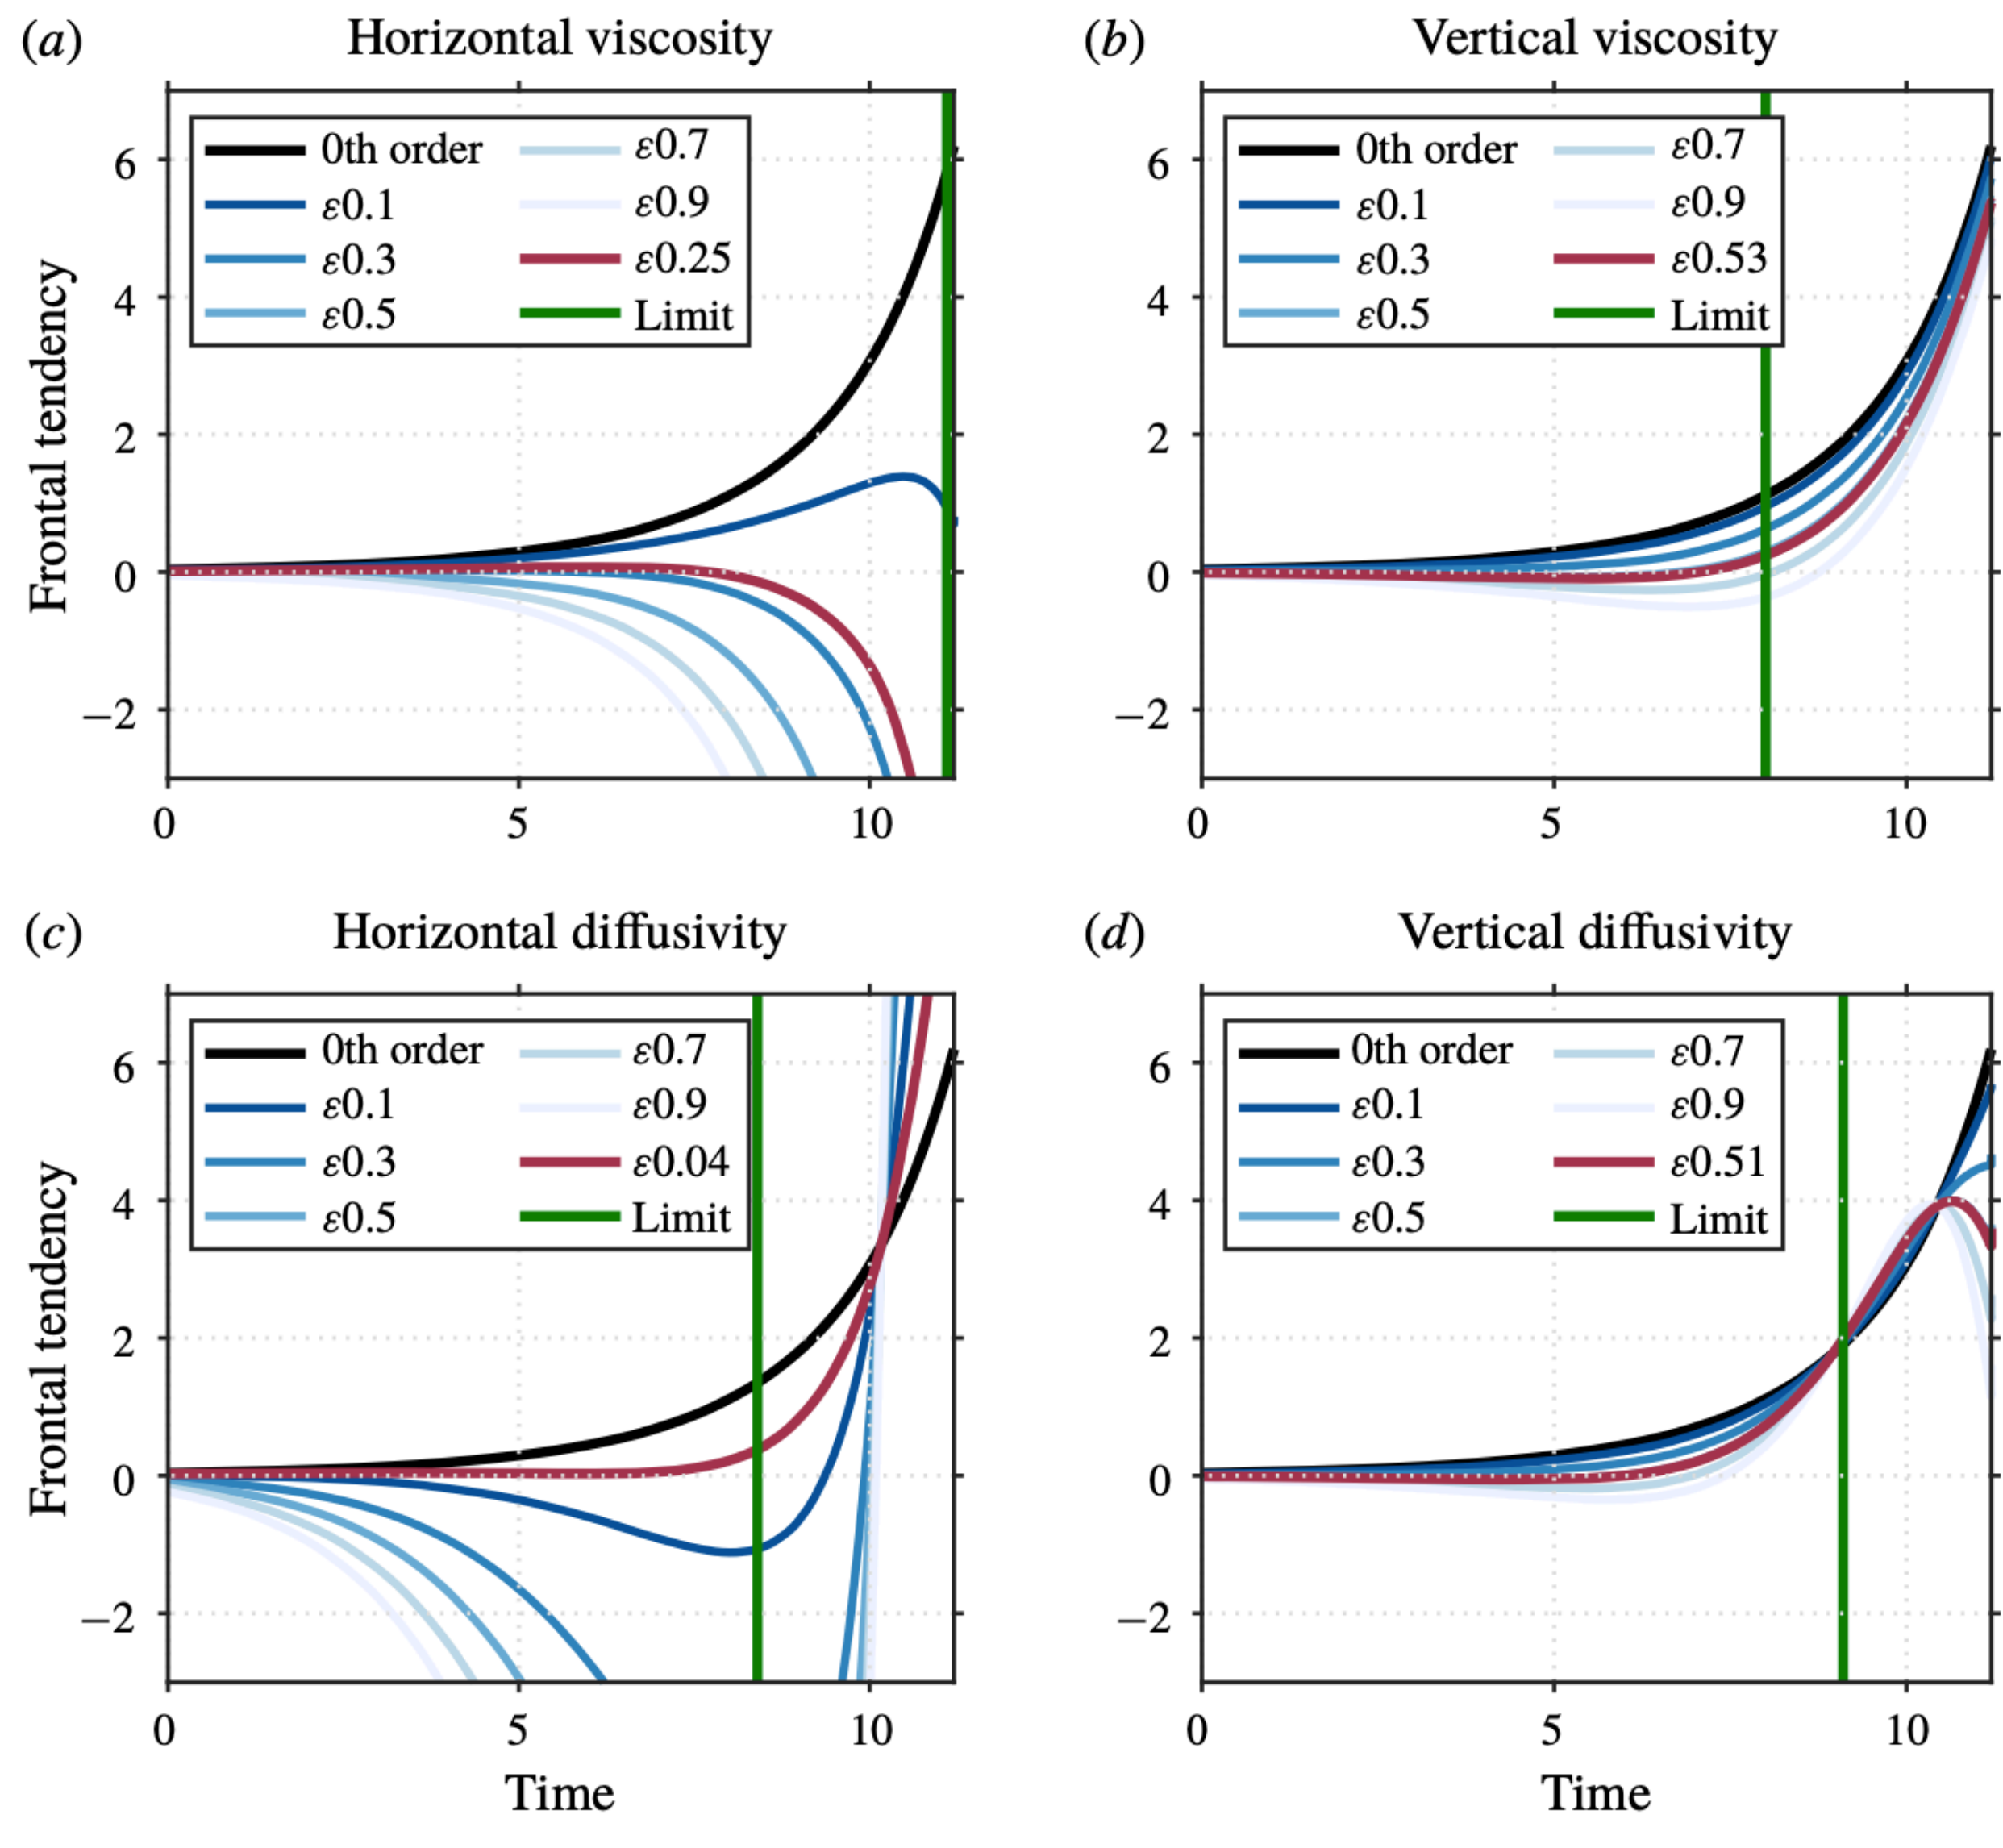 (a) Horizontal viscosity
0th order
ε0.1
ε0.3
ε0.5
ε0.7
ε0.9
ε0.25
Limit
Frontal tendency
6
4
2
0
−2
0 5 10
(b) Vertical viscosity
0th order
ε0.1
ε0.3
ε0.5
ε0.7
ε0.9
ε0.53
Limit
6
4
2
0
−2
0 5 10
(c) Horizontal diffusivity
0th order
ε0.1
ε0.3
ε0.5
ε0.7
ε0.9
ε0.04
Limit
Frontal tendency
6
4
2
0
−2
0 5 10
Time
(d) Vertical diffusivity
0th order
ε0.1
ε0.3
ε0.5
ε0.7
ε0.9
ε0.51
Limit
6
4
2
0
−2
0 5 10
Time